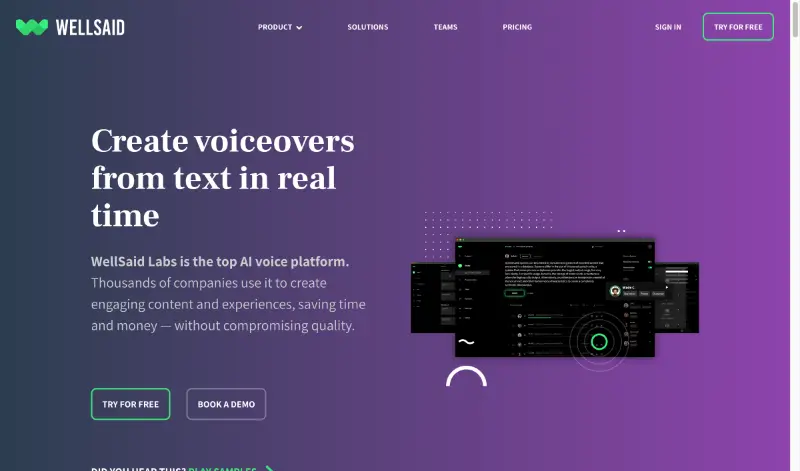 WELLSAID
PRODUCT
SOLUTIONS
TEAMS
PRICING
SIGN IN
TRY FOR FREE
Create voiceovers
from text in real
time
WellSaid Labs is the top AI voice platform.
Thousands of companies use it to create
engaging content and experiences, saving time
and money — without compromising quality.
TRY FOR FREE
BOOK A DEMO
DID YOU HEAR THIS? PLAY SAMPLES